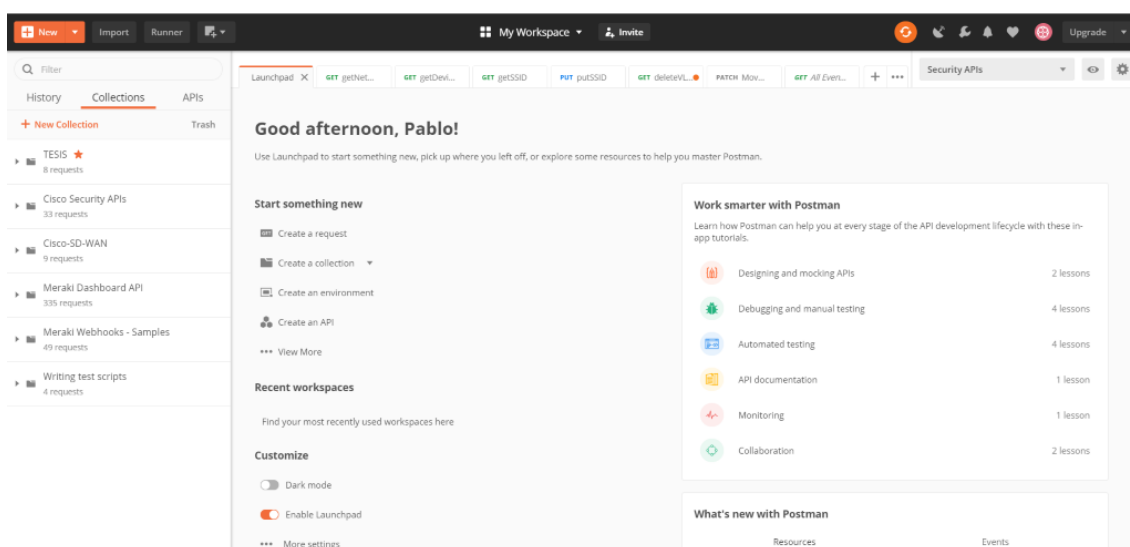 New Import Runner My Workspace Invite Upgrade
Filter
Launchpad GET getNet... GET getDevi... GET getSSID PUT putSSID GET deleteVL... PATCH Mov... GET All Even... Security APIs
History Collections APIs
+ New Collection Trash
Good afternoon, Pablo!
TESIS
8 requests
Use Launchpad to start something new, pick up where you left off, or explore some resources to help you master Postman.
Cisco Security APIs
33 requests
Cisco-SD-WAN
9 requests
Meraki Dashboard API
335 requests
Meraki Webhooks - Samples
49 requests
Writing test scripts
4 requests
Start something new
GET Create a request
Create a collection
Create an environment
Create an API
View More
Recent workspaces
Find your most recently used workspaces here
Customize
Dark mode
Enable Launchpad
More settings
Work smarter with Postman
Learn how Postman can help you at every stage of the API development lifecycle with these in-
app tutorials.
Designing and mocking APIs 2 lessons
Debugging and manual testing 4 lessons
Automated testing 4 lessons
API documentation 1 lesson
Monitoring 1 lesson
Collaboration 2 lessons
What's new with Postman
Resources Events